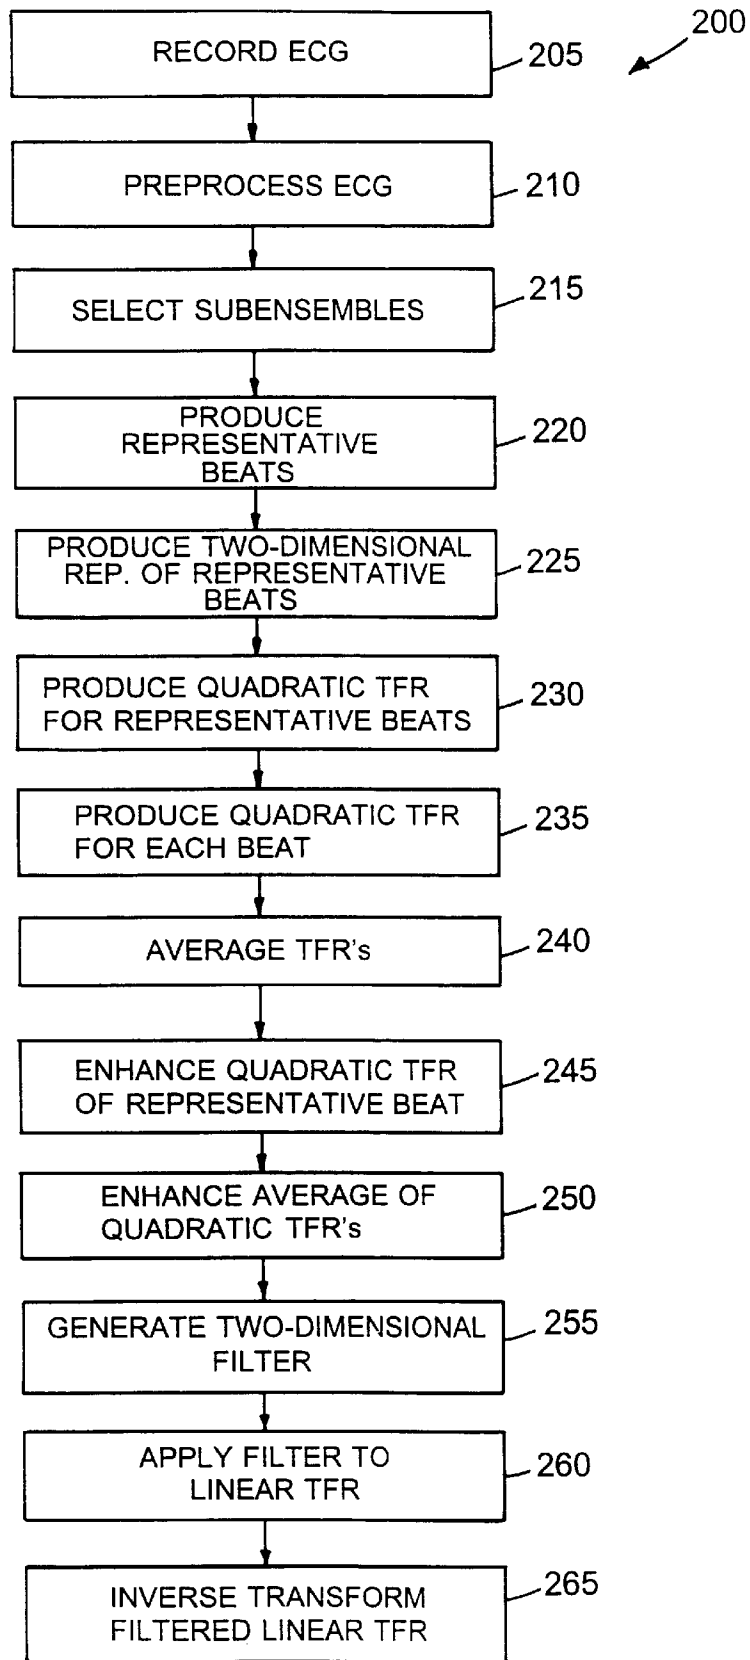 200
RECORD ECG
205
PREPROCESS ECG
210
SELECT SUBENSEMBLES
215
PRODUCE
REPRESENTATIVE
BEATS
220
PRODUCE TWO-DIMENSIONAL
REP. OF REPRESENTATIVE
BEATS
225
PRODUCE QUADRATIC TFR
FOR REPRESENTATIVE BEATS
230
PRODUCE QUADRATIC TFR
FOR EACH BEAT
235
AVERAGE TFR's
240
ENHANCE QUADRATIC TFR
OF REPRESENTATIVE BEAT
245
ENHANCE AVERAGE OF
QUADRATIC TFR's
250
GENERATE TWO-DIMENSIONAL
FILTER
255
APPLY FILTER TO
LINEAR TFR
260
INVERSE TRANSFORM
FILTERED LINEAR TFR
265